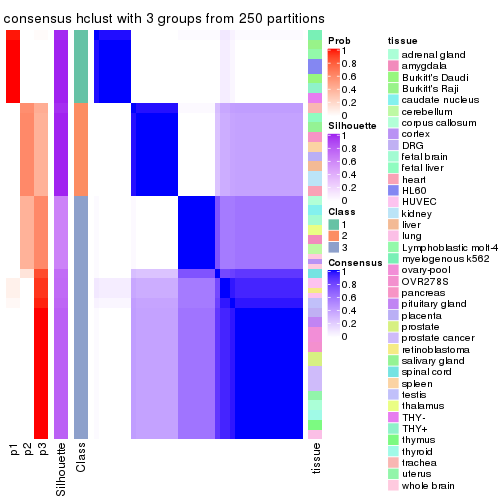 consensus hclust with 3 groups from 250 partitions
Prob
1
0.8
0.6
0.4
0.2
0
Silhouette
1
0.8
0.6
0.4
0.2
0
Class
1
2
3
Consensus
1
0.8
0.6
0.4
0.2
0
tissue
adrenal gland
amygdala
Burkitt's Daudi
Burkitt's Raji
caudate nucleus
cerebellum
corpus callosum
cortex
DRG
fetal brain
fetal liver
heart
HL60
HUVEC
kidney
liver
lung
Lymphoblastic molt-4
myelogenous k562
ovary-pool
OVR278S
pancreas
pituitary gland
placenta
prostate
prostate cancer
retinoblastoma
salivary gland
spinal cord
spleen
testis
thalamus
THY-
THY+
thymus
thyroid
trachea
uterus
whole brain
p1
p2
p3
Silhouette
Class
tissue